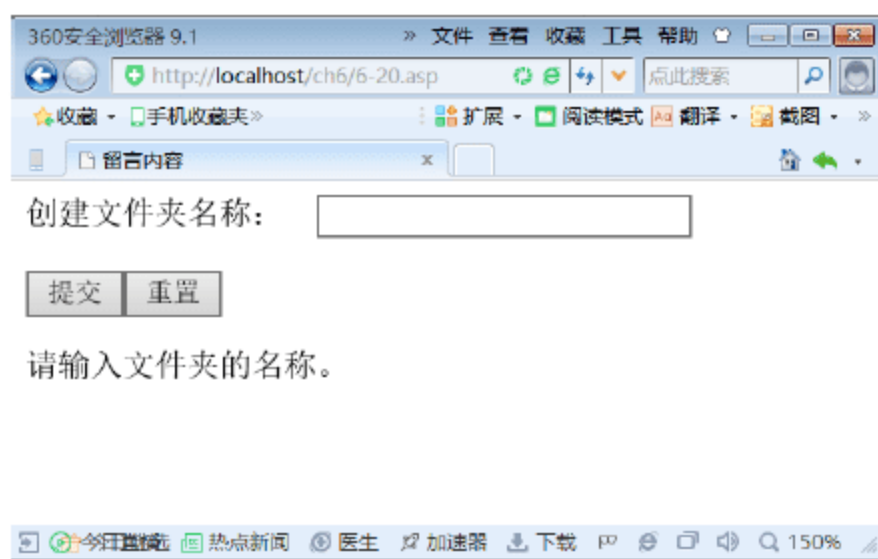 360安全浏览器 9.1 » 文件 查看 收藏 工具 帮助
http://localhost/ch6/6-20.asp 点此搜索
收藏 手机收藏夹» 扩展 阅读模式 Aあ 翻译 截图 »
留言内容 x
创建文件夹名称：
提交 重置
请输入文件夹的名称。
今日 热点新闻 医生 加速器 下载 150%